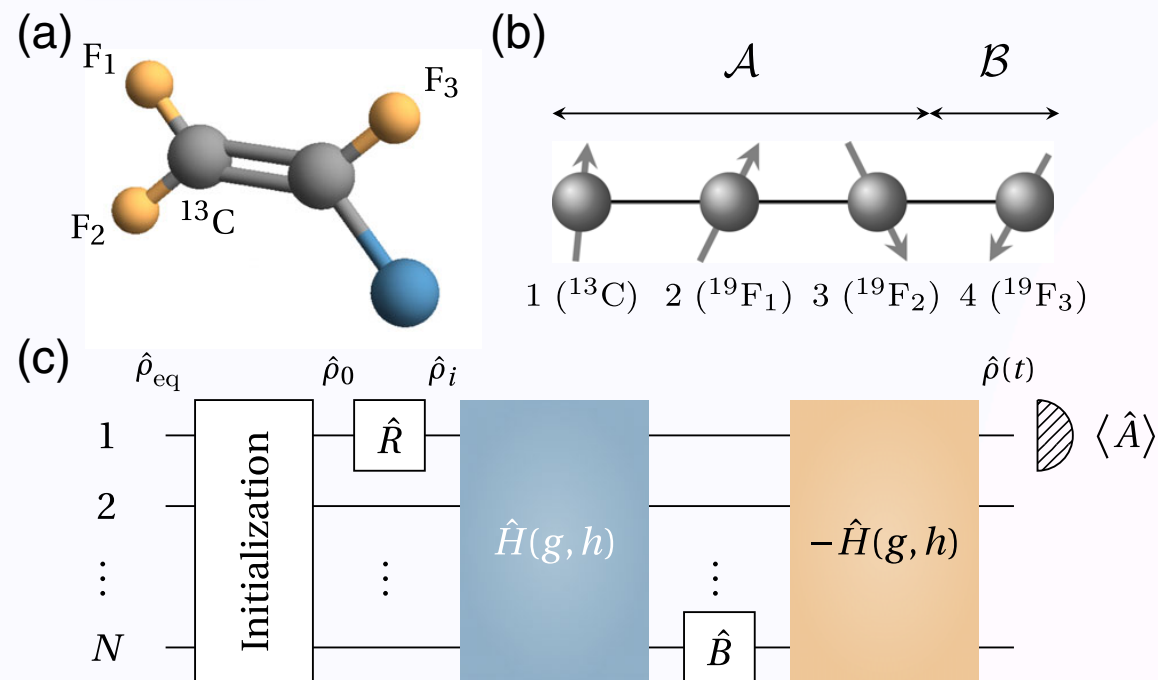 (a)
F₁
F₂
F₃
¹³C
(b)
𝒜
ℬ
1 (¹³C) 2 (¹⁹F₁) 3 (¹⁹F₂) 4 (¹⁹F₃)
(c)
ρ̂eq ρ̂₀ ρ̂ᵢ ρ̂(t)
1
2
⋮
N
Initialization
R̂
⋮
Ĥ(g, h)
⋮
B̂
−Ĥ(g, h)
⟨Â⟩